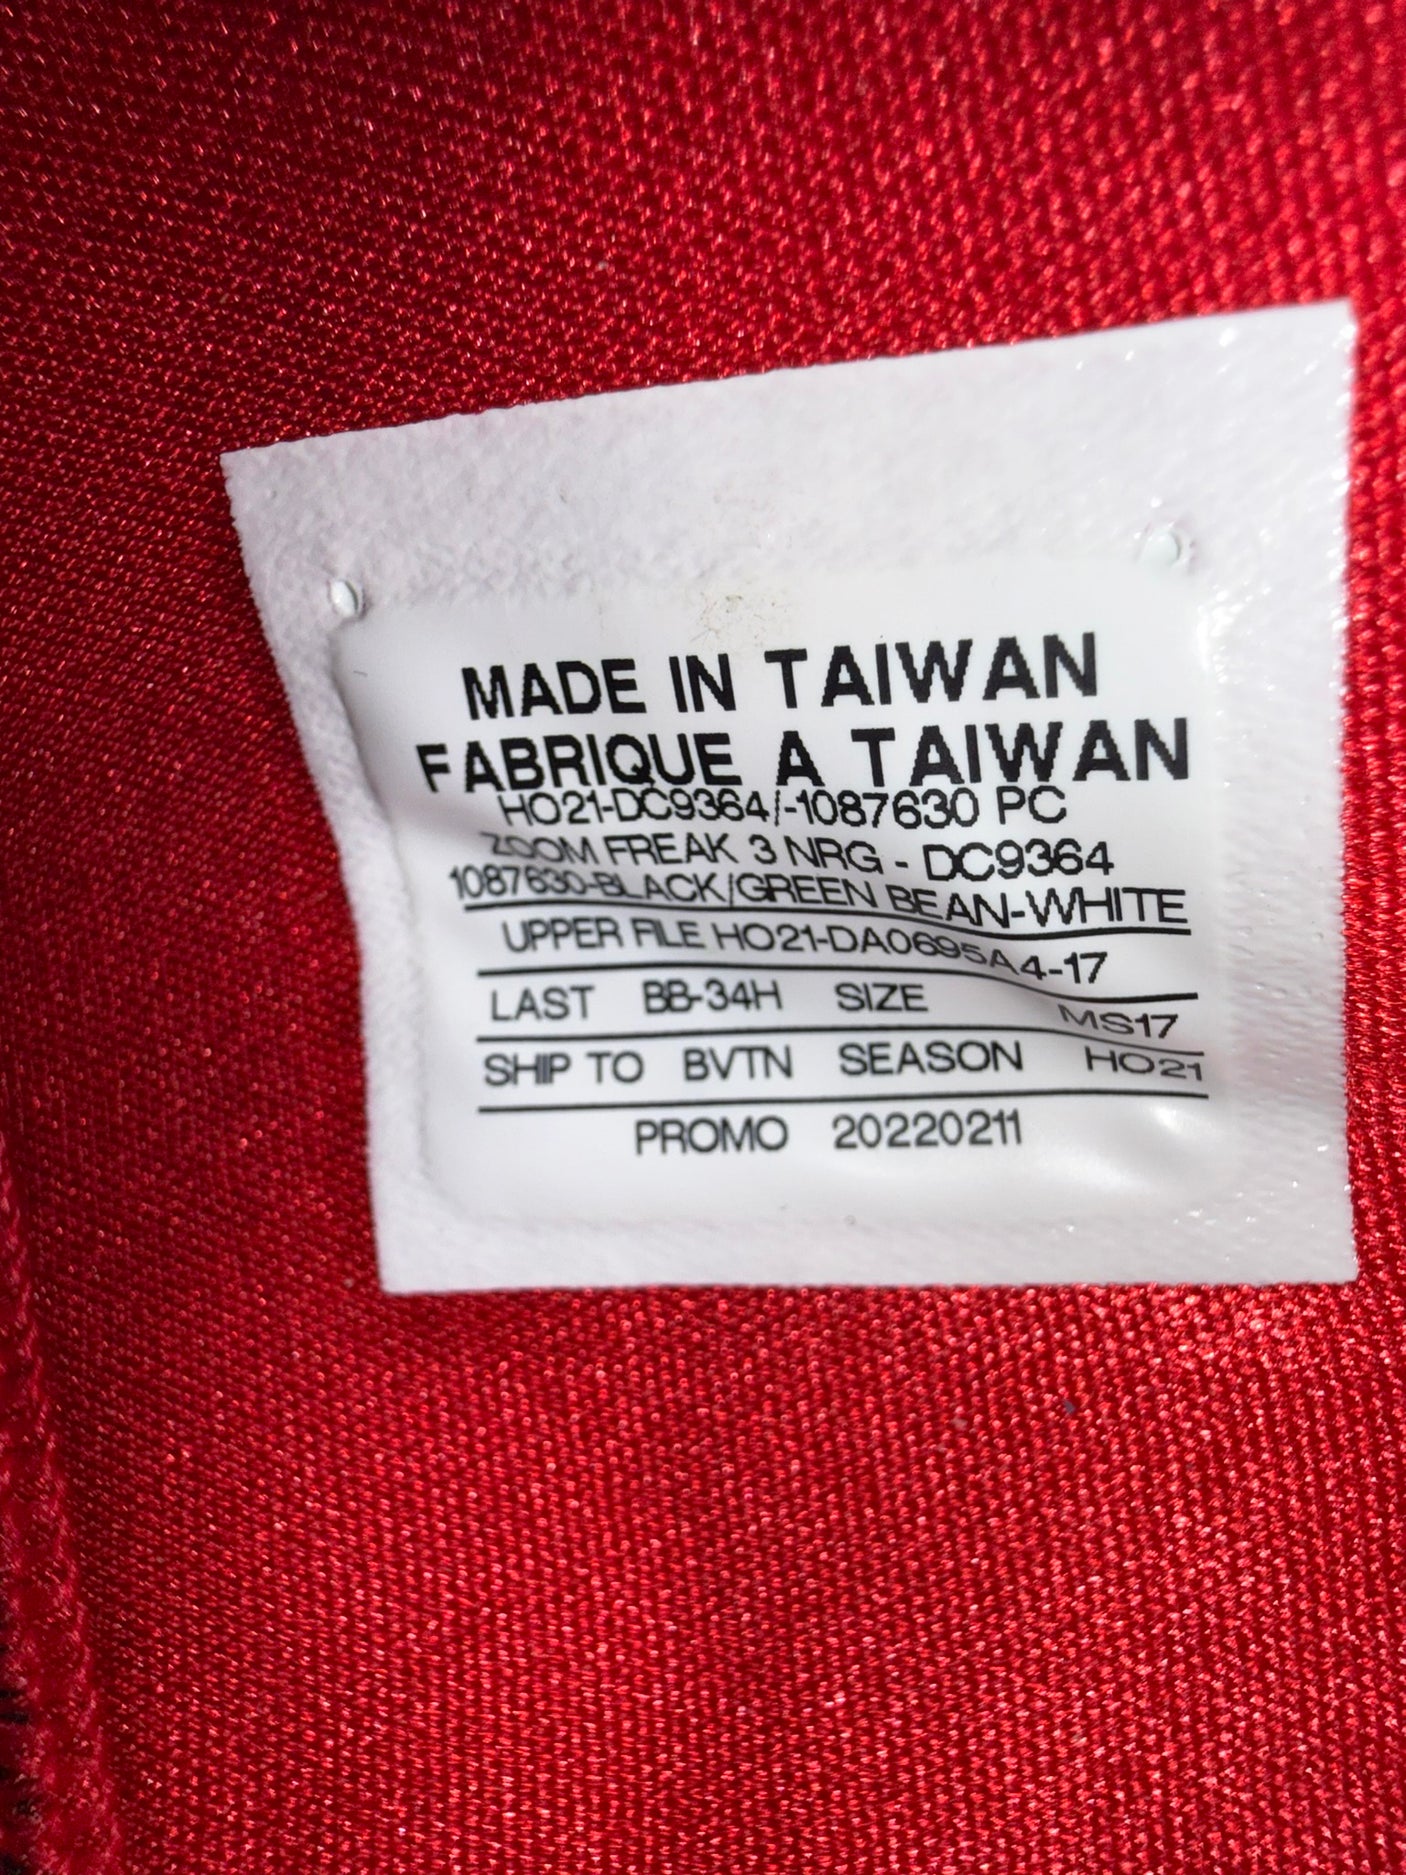 MADE IN TAIWAN
FABRIQUE A TAIWAN
HO21-DC9364/-1087630 PC
ZOOM FREAK 3 NRG - DC9364
1087630-BLACK/GREEN BEAN-WHITE
UPPER FILE HO21-DA0695A4-17
LAST BB-34H SIZE MS17
SHIP TO BVTN SEASON HO21
PROMO 20220211